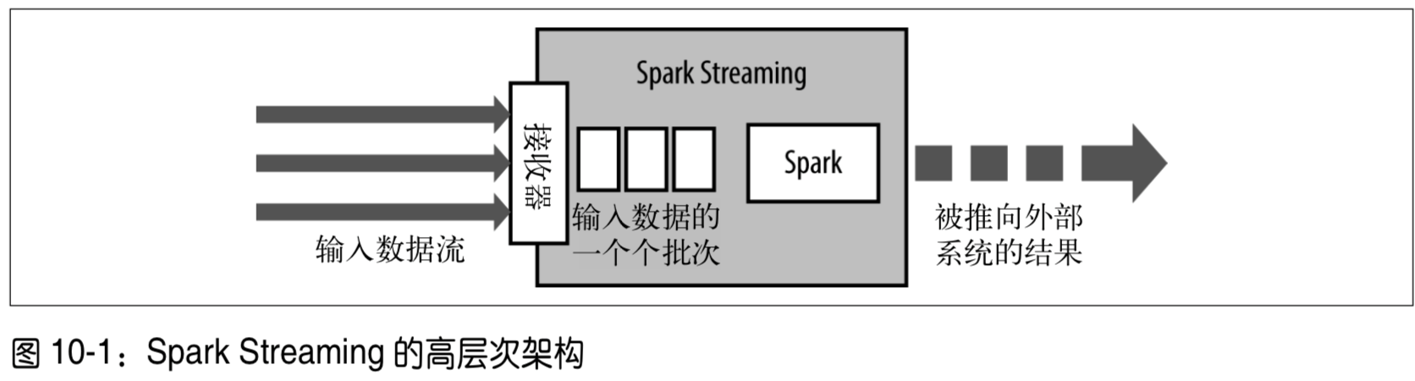 Spark Streaming
接收器
Spark
输入数据流
输入数据的
一个个批次
被推向外部
系统的结果
图 10-1：Spark Streaming 的高层次架构